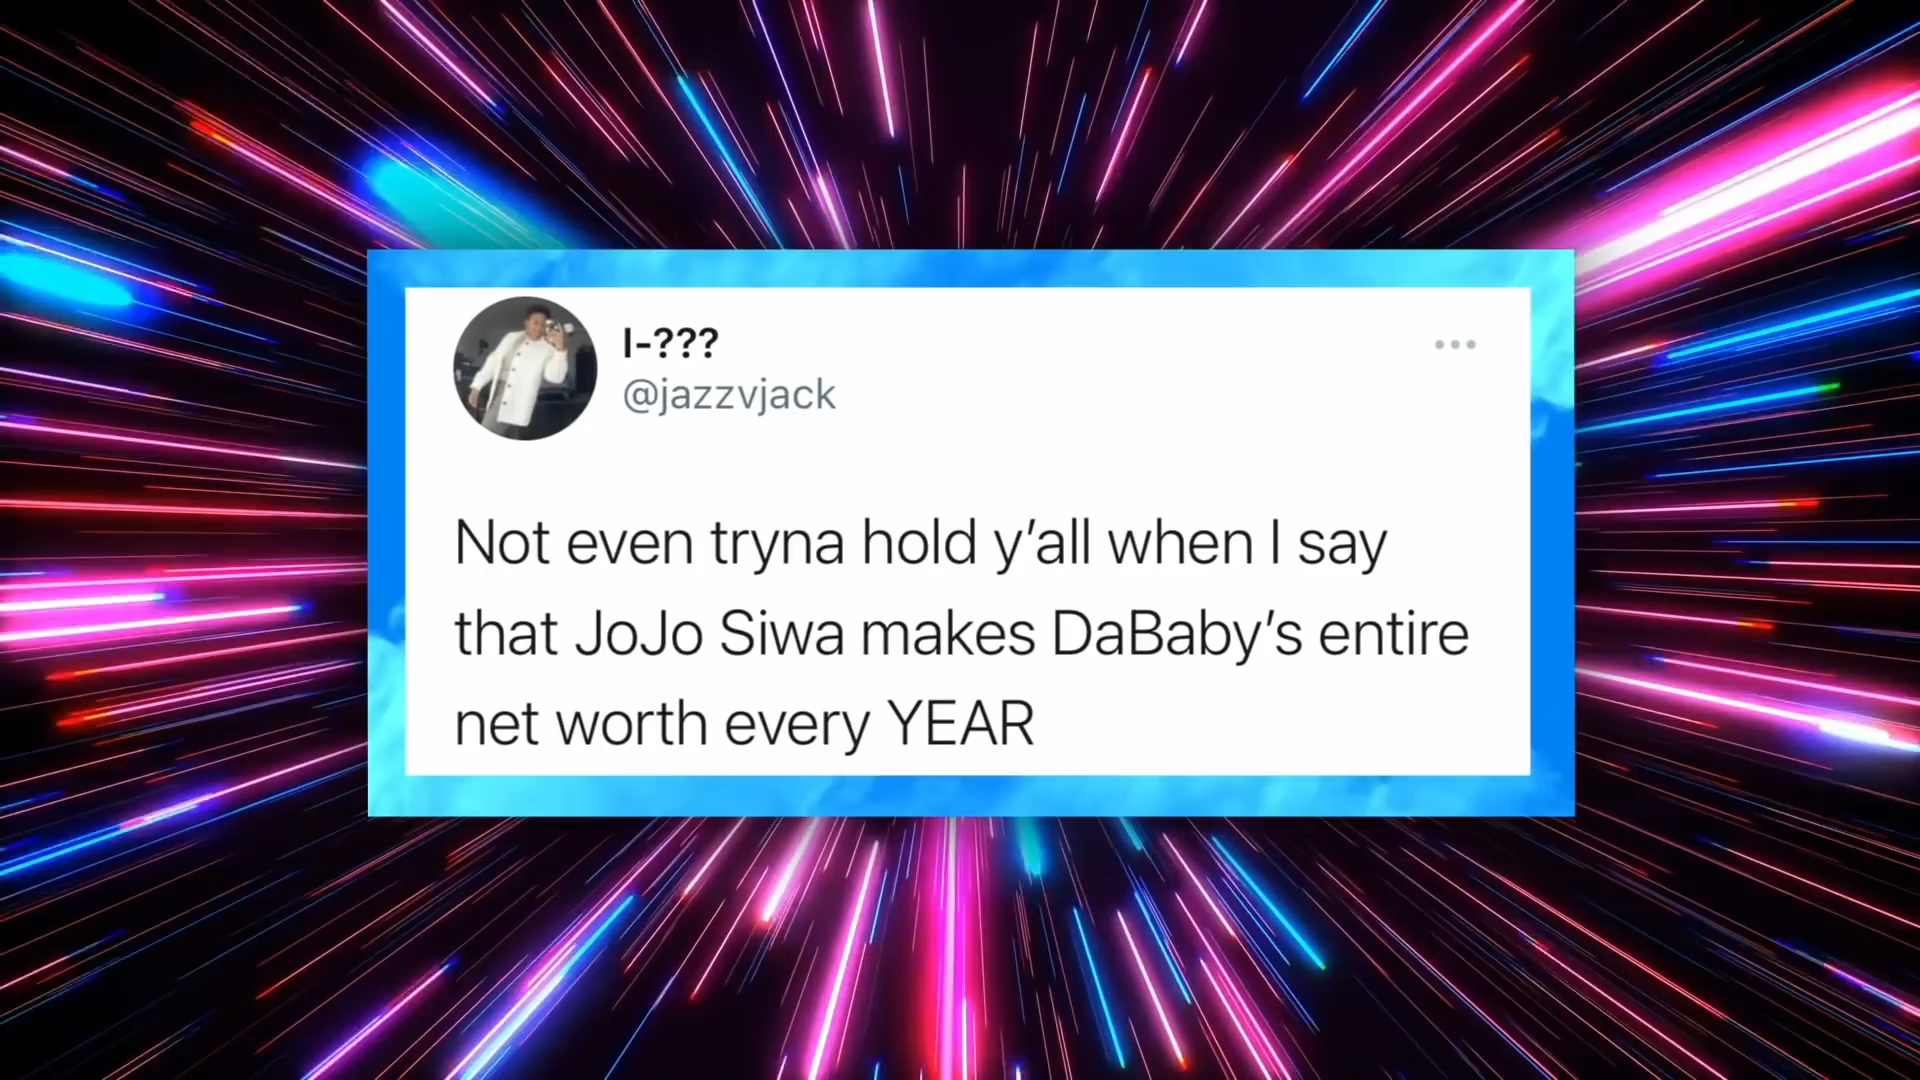 I-???
@jazzvjack
Not even tryna hold y’all when I say
that JoJo Siwa makes DaBaby’s entire
net worth every YEAR